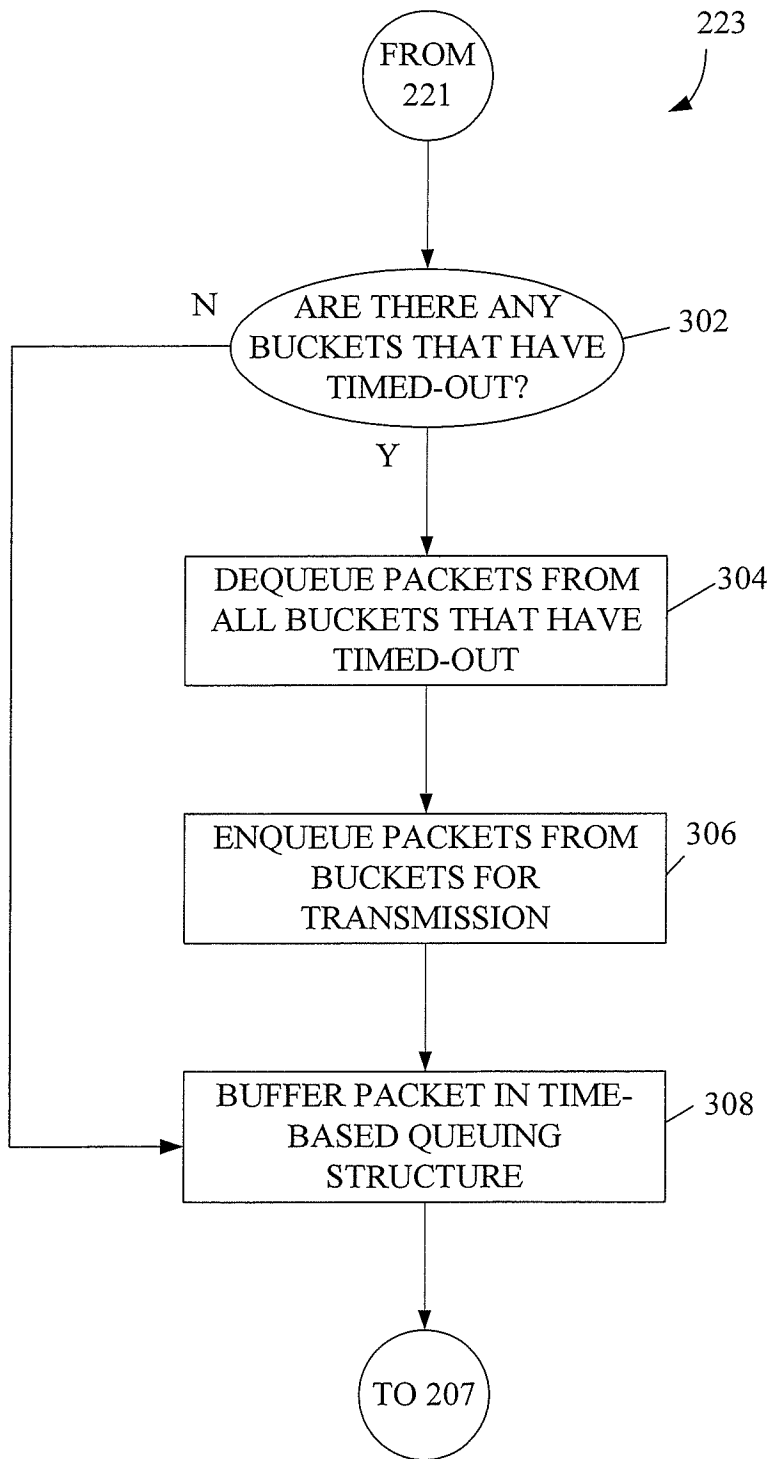 223
FROM
221
N
ARE THERE ANY
BUCKETS THAT HAVE
TIMED-OUT?
302
Y
DEQUEUE PACKETS FROM
ALL BUCKETS THAT HAVE
TIMED-OUT
304
ENQUEUE PACKETS FROM
BUCKETS FOR
TRANSMISSION
306
BUFFER PACKET IN TIME-
BASED QUEUING
STRUCTURE
308
TO 207